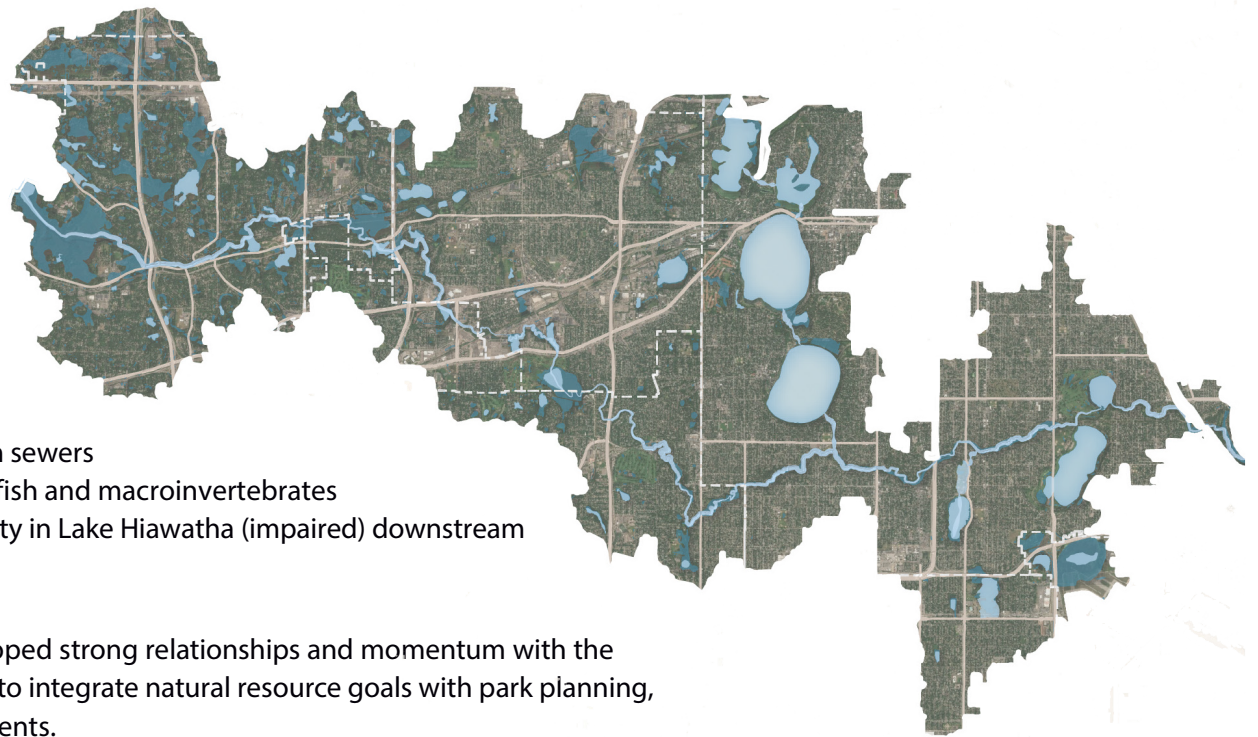 sewers
fish and macroinvertebrates
ty in Lake Hiawatha (impaired) downstream
oped strong relationships and momentum with the
to integrate natural resource goals with park planning,
ents.